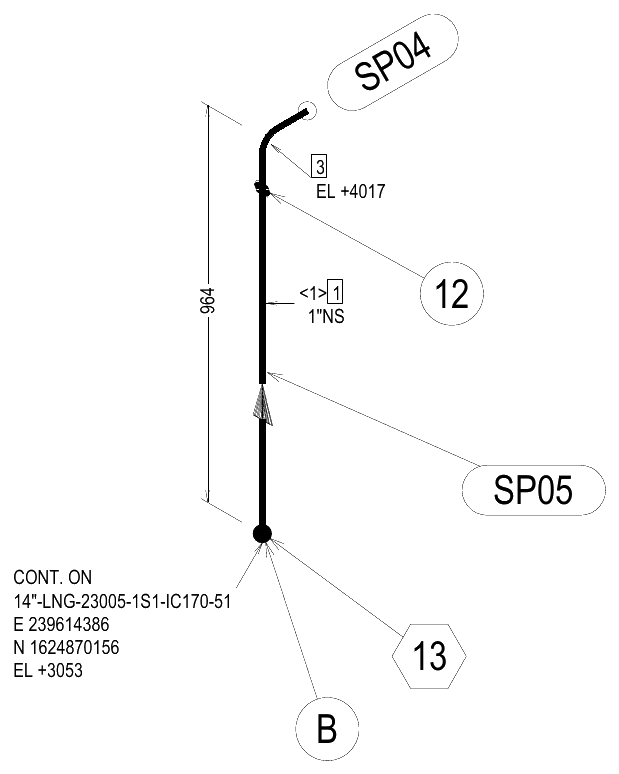 SP04
3
EL +4017
12
964
<1> 1
1"NS
SP05
CONT. ON
14"-LNG-23005-1S1-IC170-51
E 239614386
N 1624870156
EL +3053
13
B